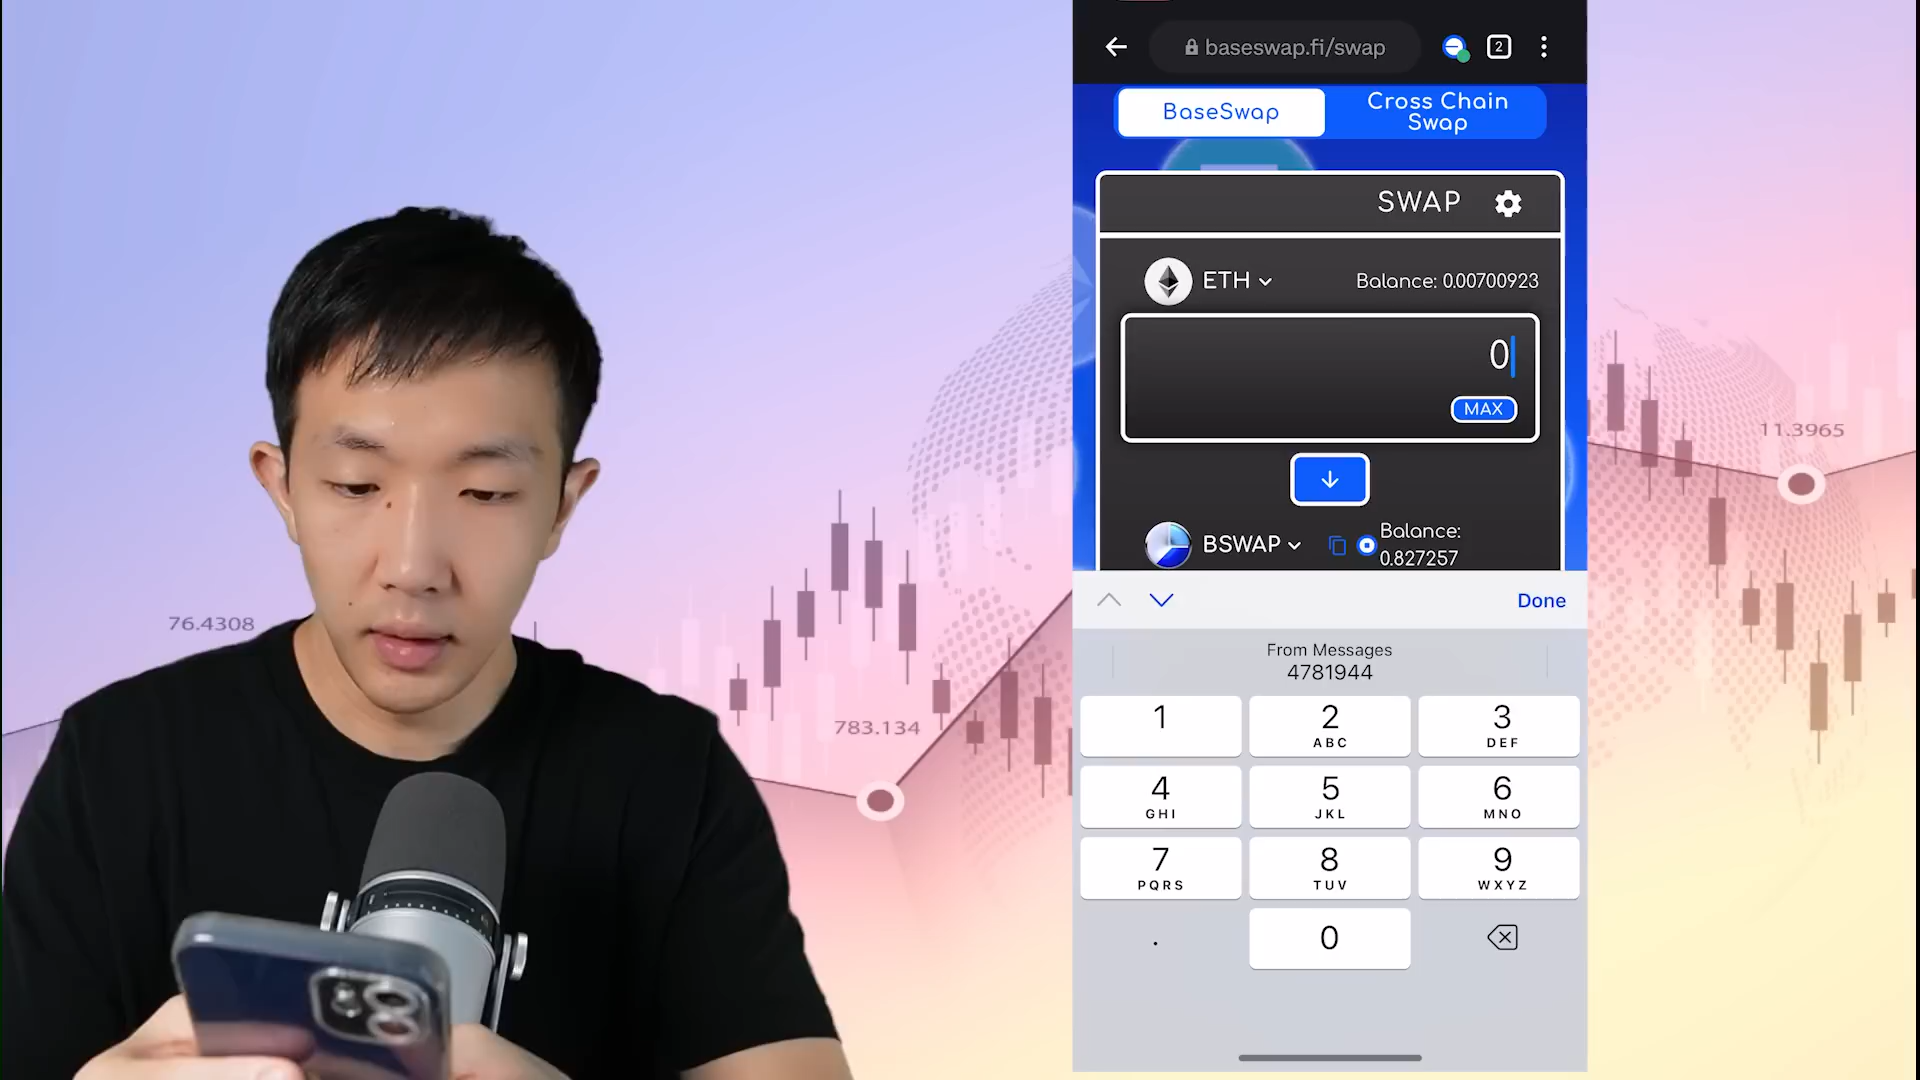 baseswap.fi/swap
2
BaseSwap
Cross Chain
Swap
SWAP
ETH
Balance: 0.00700923
0
MAX
BSWAP
Balance:
0.827257
Done
From Messages
4781944
1
2
ABC
3
DEF
4
GHI
5
JKL
6
MNO
7
PQRS
8
TUV
9
WXYZ
.
0
76.4308
783.134
11.3965